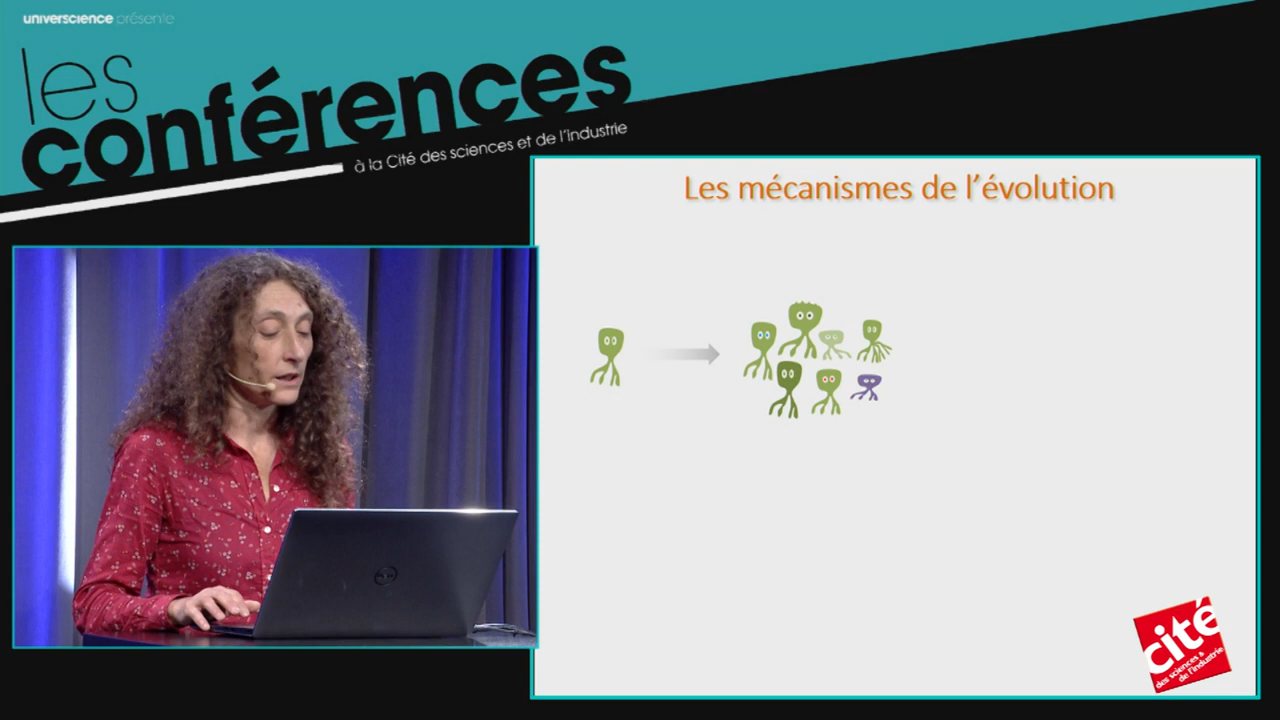 universcience présente
les
conférences
à la Cité des sciences et de l'industrie
Les mécanismes de l'évolution
cité
des sciences &
de l'industrie
DELL